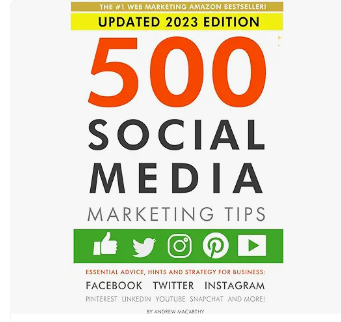 THE #1 WEB MARKETING AMAZON BESTSELLER!
UPDATED 2023 EDITION
500
SOCIAL
MEDIA
MARKETING TIPS
ESSENTIAL ADVICE, HINTS AND STRATEGY FOR BUSINESS:
FACEBOOK TWITTER INSTAGRAM
PINTEREST LINKEDIN YOUTUBE SNAPCHAT AND MORE!
BY ANDREW MACARTHY